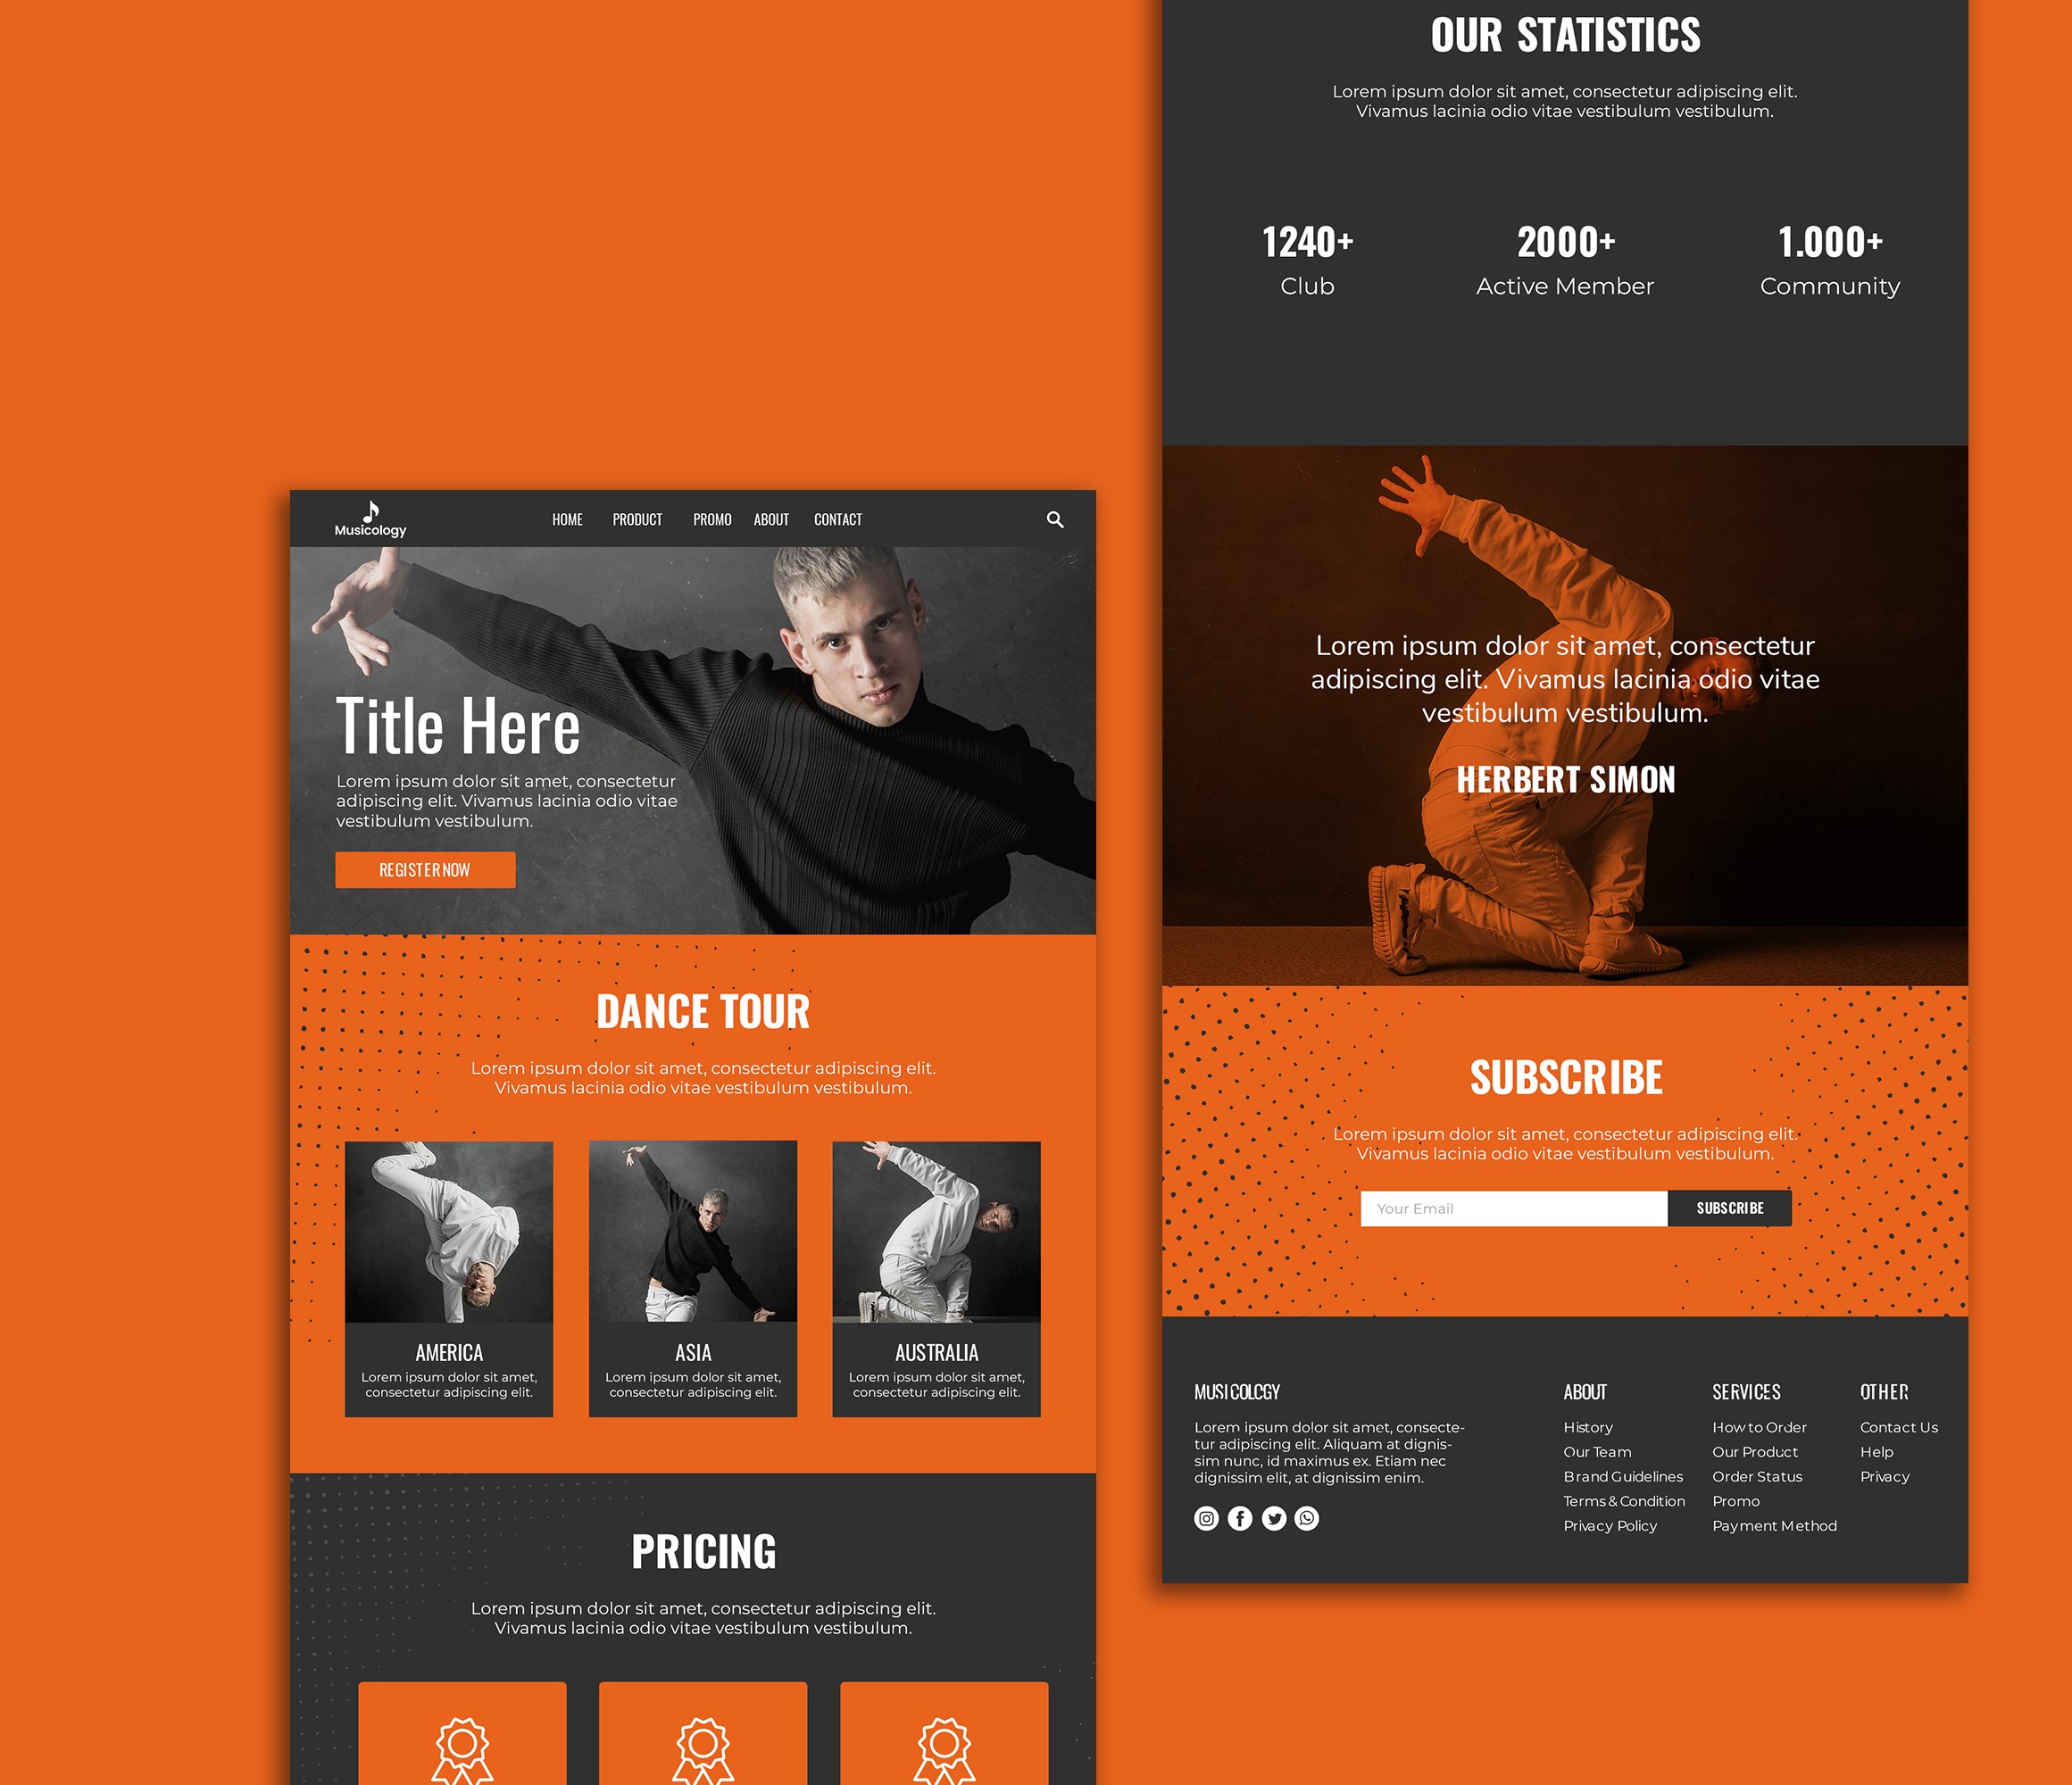 Musicology
HOME PRODUCT PROMO ABOUT CONTACT
Title Here
Lorem ipsum dolor sit amet, consectetur
adipiscing elit. Vivamus lacinia odio vitae
vestibulum vestibulum.
REGISTER NOW
DANCE TOUR
Lorem ipsum dolor sit amet, consectetur adipiscing elit.
Vivamus lacinia odio vitae vestibulum vestibulum.
AMERICA
Lorem ipsum dolor sit amet,
consectetur adipiscing elit.
ASIA
Lorem ipsum dolor sit amet,
consectetur adipiscing elit.
AUSTRALIA
Lorem ipsum dolor sit amet,
consectetur adipiscing elit.
PRICING
Lorem ipsum dolor sit amet, consectetur adipiscing elit.
Vivamus lacinia odio vitae vestibulum vestibulum.
OUR STATISTICS
Lorem ipsum dolor sit amet, consectetur adipiscing elit.
Vivamus lacinia odio vitae vestibulum vestibulum.
1240+
Club
2000+
Active Member
1.000+
Community
Lorem ipsum dolor sit amet, consectetur
adipiscing elit. Vivamus lacinia odio vitae
vestibulum vestibulum.
HERBERT SIMON
SUBSCRIBE
Lorem ipsum dolor sit amet, consectetur adipiscing elit.
Vivamus lacinia odio vitae vestibulum vestibulum.
Your Email
SUBSCRIBE
MUSICOLCGY
Lorem ipsum dolor sit amet, consecte-
tur adipiscing elit. Aliquam at dignis-
sim nunc, id maximus ex. Etiam nec
dignissim elit, at dignissim enim.
ABOUT
History
Our Team
Brand Guidelines
Terms & Condition
Privacy Policy
SERVICES
How to Order
Our Product
Order Status
Promo
Payment Method
OTHER
Contact Us
Help
Privacy